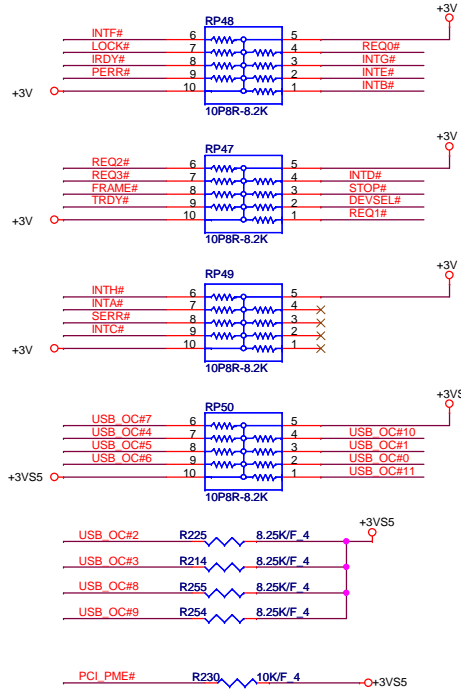 RP48
+3V
INTF# 6 5
LOCK# 7 4 REQ0#
IRDY# 8 3 INTG#
PERR# 9 2 INTE#
+3V 10 1 INTB#
10P8R-8.2K
+3V
RP47
REQ2# 6 5
REQ3# 7 4 INTD#
FRAME# 8 3 STOP#
TRDY# 9 2 DEVSEL#
+3V 10 1 REQ1#
10P8R-8.2K
+3V
RP49
INTH# 6 5
INTA# 7 4
SERR# 8 3
INTC# 9 2
+3V 10 1
10P8R-8.2K
+3VS5
RP50
USB_OC#7 6 5
USB_OC#4 7 4 USB_OC#10
USB_OC#5 8 3 USB_OC#1
USB_OC#6 9 2 USB_OC#0
+3VS5 10 1 USB_OC#11
10P8R-8.2K
+3VS5
USB_OC#2 R225 8.25K/F_4
USB_OC#3 R214 8.25K/F_4
USB_OC#8 R255 8.25K/F_4
USB_OC#9 R254 8.25K/F_4
PCI_PME# R230 10K/F_4 +3VS5